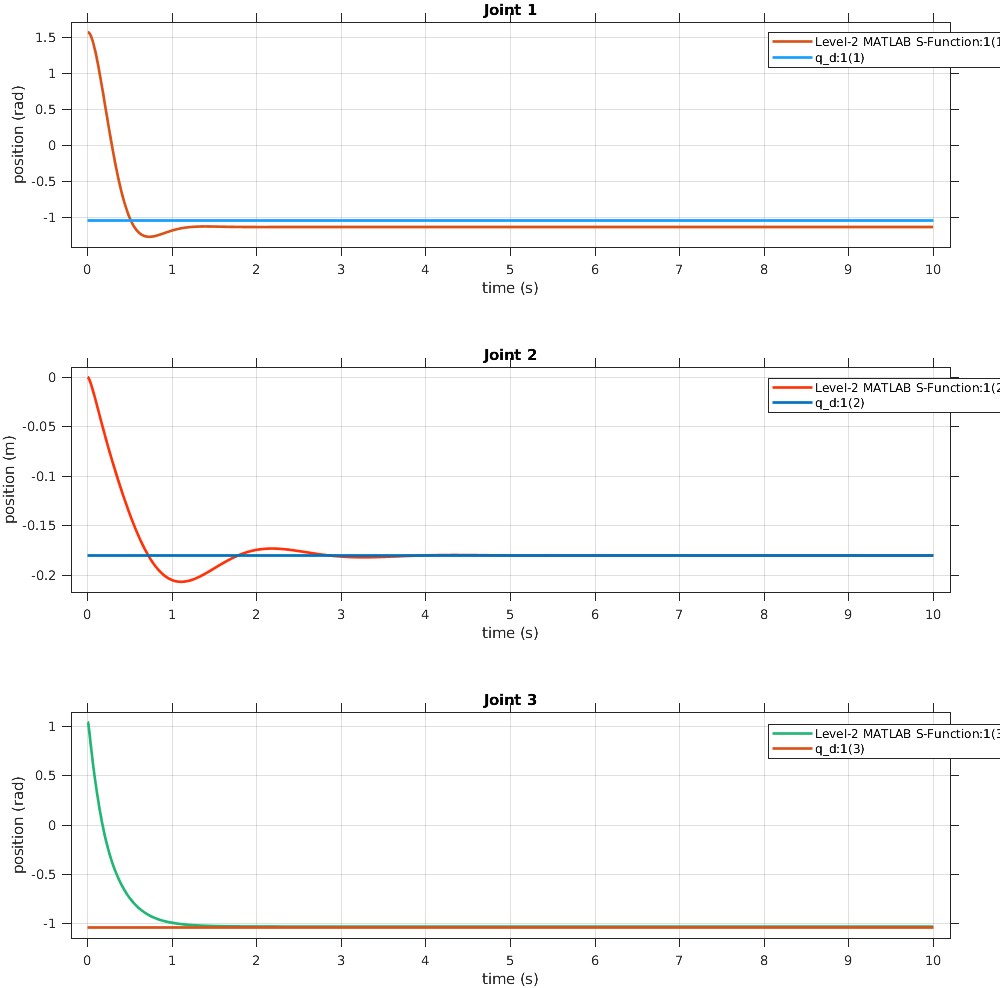 Joint 1
Level-2 MATLAB S-Function:1(1
q_d:1(1)
position (rad)
1.5
1
0.5
0
-0.5
-1
0 1 2 3 4 5 6 7 8 9 10
time (s)
Joint 2
Level-2 MATLAB S-Function:1(2
q_d:1(2)
position (m)
0
-0.05
-0.1
-0.15
-0.2
0 1 2 3 4 5 6 7 8 9 10
time (s)
Joint 3
Level-2 MATLAB S-Function:1(3
q_d:1(3)
position (rad)
1
0.5
0
-0.5
-1
0 1 2 3 4 5 6 7 8 9 10
time (s)